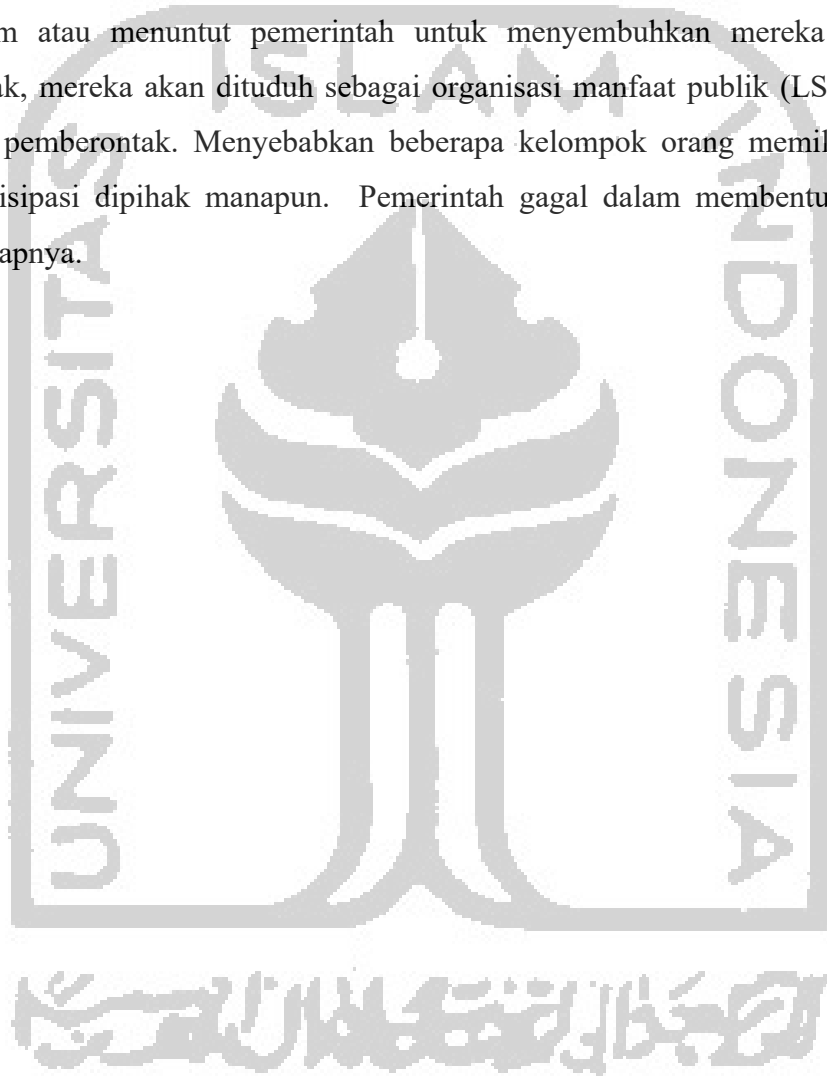 m atau menuntut pemerintah untuk menyembuhkan mereka
ak, mereka akan dituduh sebagai organisasi manfaat publik (LS
pemberontak. Menyebabkan beberapa kelompok orang memil
isipasi dipihak manapun. Pemerintah gagal dalam membentu
apnya.
ISLAM
UNIVERSITAS
INDONESIA